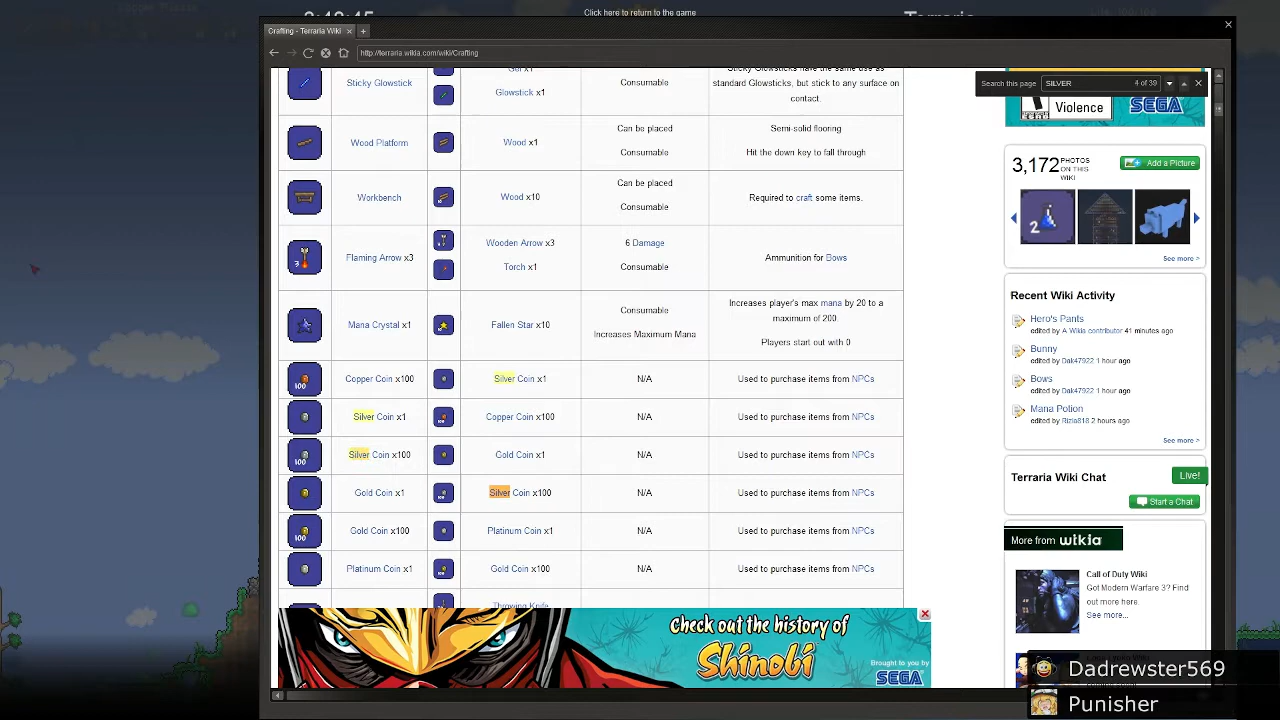 Click here to return to the game
Crafting - Terraria Wiki
http://terraria.wikia.com/wiki/Crafting
Search this page SILVER 4 of 39
Sticky Glowstick Gel x1 Glowstick x1 Consumable Sticky Glowsticks have the same use as
standard Glowsticks, but stick to any surface on
contact.
Wood Platform Wood x1 Can be placed Semi-solid flooring
Consumable Hit the down key to fall through
Workbench Wood x10 Can be placed
Consumable Required to craft some items.
Flaming Arrow x3 Wooden Arrow x3 6 Damage
Torch x1 Consumable Ammunition for Bows
Mana Crystal x1 Fallen Star x10 Consumable
Increases Maximum Mana
Increases player's max mana by 20 to a
maximum of 200.
Players start out with 0
Copper Coin x100 Silver Coin x1 N/A Used to purchase items from NPCs
Silver Coin x1 Copper Coin x100 N/A Used to purchase items from NPCs
100 Silver Coin x100 Gold Coin x1 N/A Used to purchase items from NPCs
Gold Coin x1 Silver Coin x100 N/A Used to purchase items from NPCs
100 Gold Coin x100 Platinum Coin x1 N/A Used to purchase items from NPCs
Platinum Coin x1 Gold Coin x100 N/A Used to purchase items from NPCs
Throwing Knife
Check out the history of
Shinobi
Brought to you by
SEGA
Violence
SEGA
3,172 PHOTOS
ON THIS
WIKI
Add a Picture
2
See more >
Recent Wiki Activity
Hero's Pants
edited by A Wikia contributor 41 minutes ago
Bunny
edited by Dak47922 1 hour ago
Bows
edited by Dak47922 1 hour ago
Mana Potion
edited by Rizla818 2 hours ago
See more >
Terraria Wiki Chat
Live!
Start a Chat
More from wikia
Call of Duty Wiki
Got Modern Warfare 3? Find
out more here.
See more...
Dadrewster569
Punisher